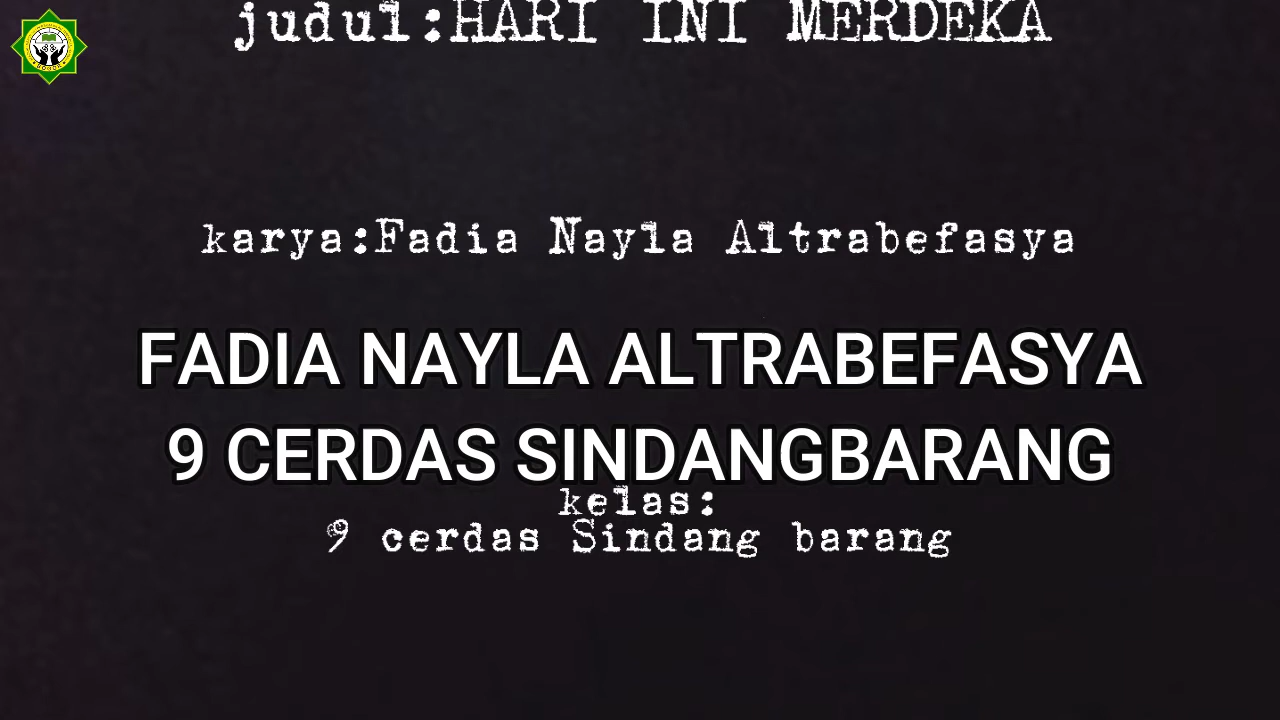 judul:HARI INI MERDEKA
karya:Fadia Nayla Altrabefasya
FADIA NAYLA ALTRABEFASYA
9 CERDAS SINDANGBARANG
kelas:
9 cerdas Sindang barang